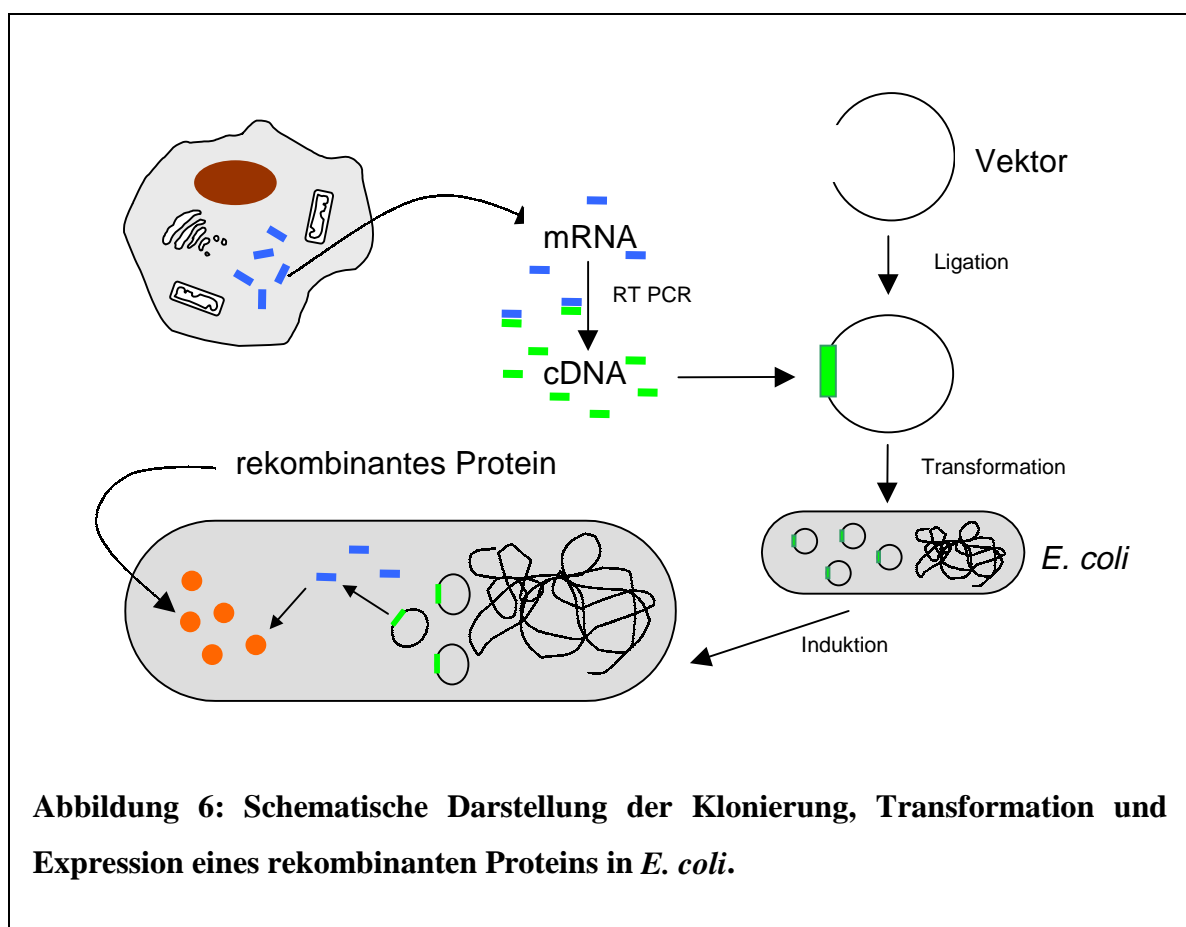 Vektor
mRNA
Ligation
RT PCR
cDNA
rekombinantes Protein
Transformation
E. coli
Induktion
Abbildung 6: Schematische Darstellung der Klonierung, Transformation und
Expression eines rekombinanten Proteins in E. coli.